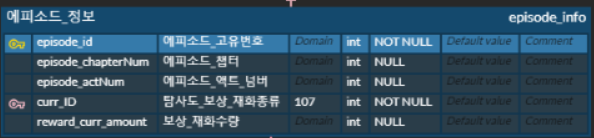 에피소드_정보 episode_info
episode_id 에피소드_고유번호 Domain int NOT NULL Default value Comment
episode_chapterNum 에피소드_챕터 Domain int NULL Default value Comment
episode_actNum 에피소드_액트_넘버 Domain int NULL Default value Comment
curr_ID 탐사도_보상_재화종류 107 int NOT NULL Default value Comment
reward_curr_amount 보상_재화수량 Domain int NULL Default value Comment